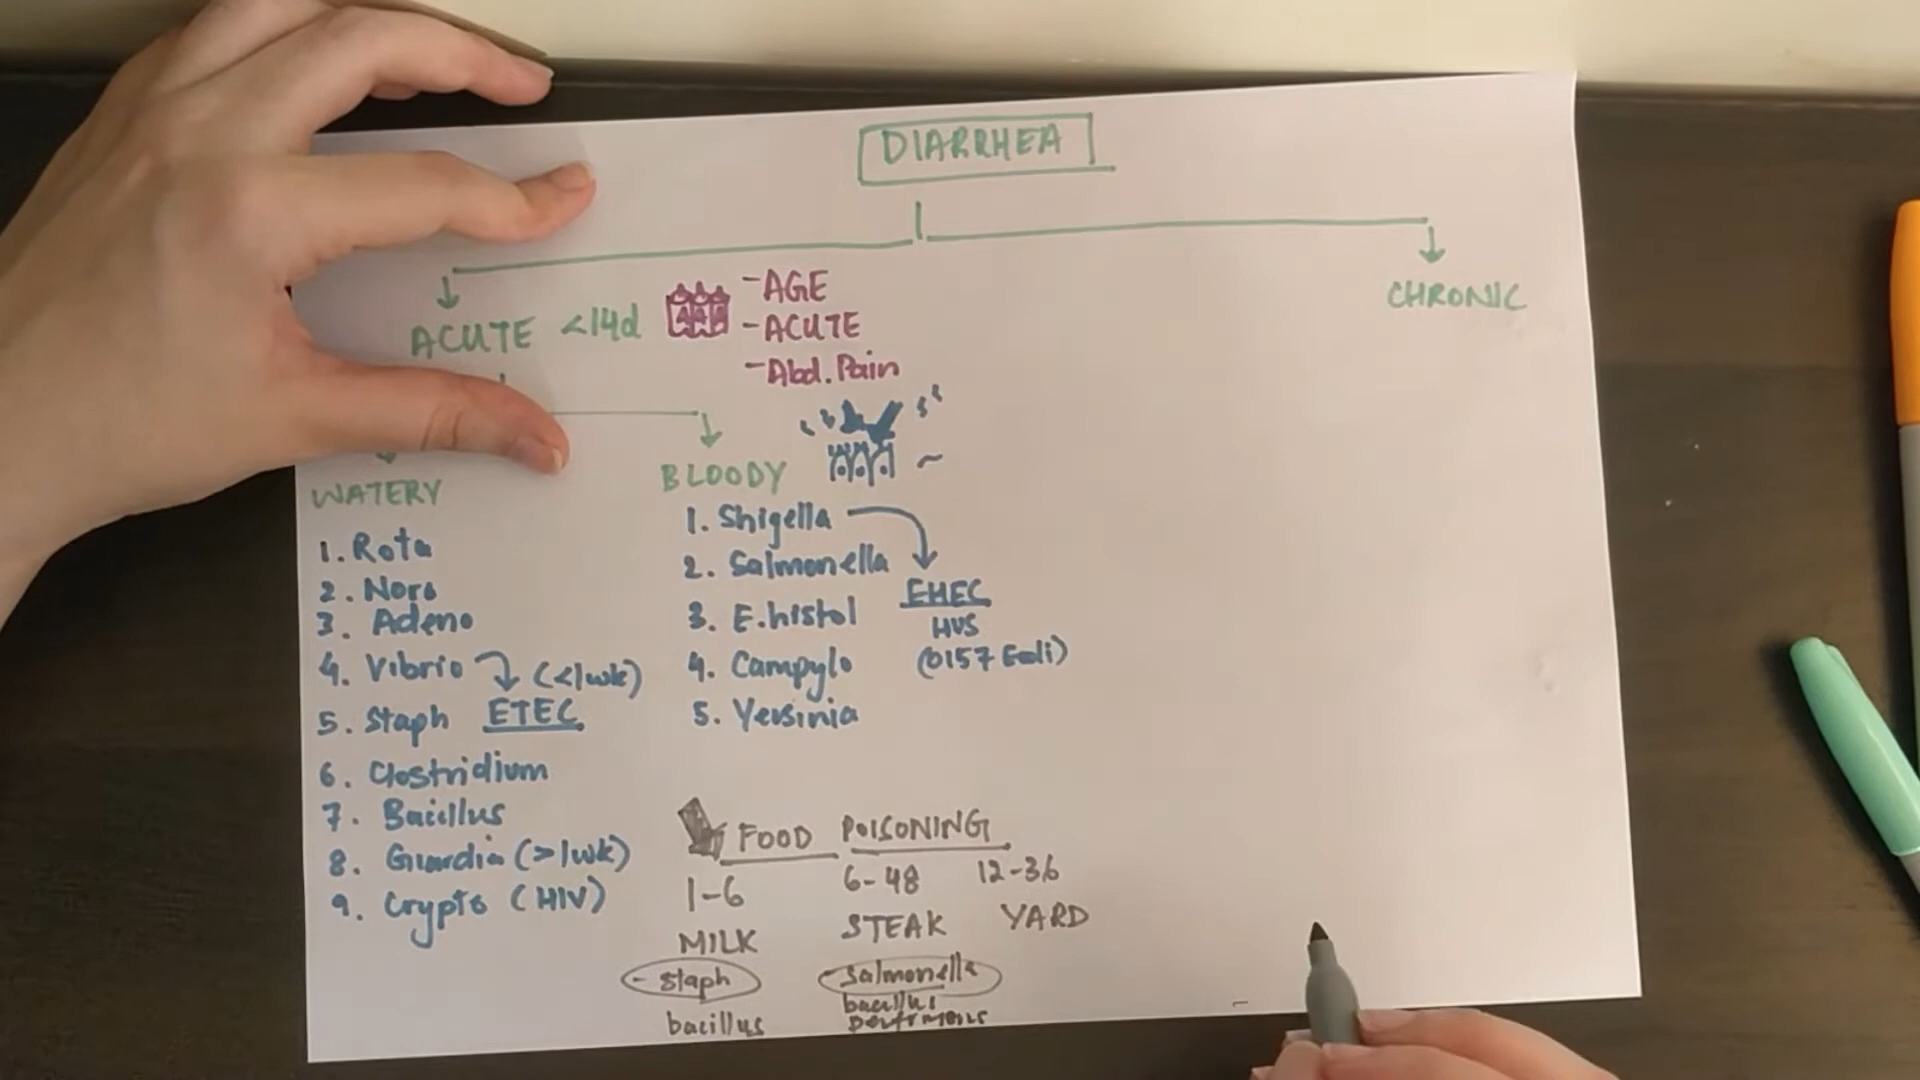 DIARRHEA
ACUTE <14d
-AGE
-ACUTE
-Abd. Pain
CHRONIC
WATERY
1. Rota
2. Noro
3. Adeno
4. Vibrio (<1wk)
5. Staph ETEC
6. Clostridium
7. Bacillus
8. Giardia (>1wk)
9. Crypto (HIV)
BLOODY
1. Shigella
2. Salmonella
3. E.histol
4. Campylo
5. Yersinia
EHEC
HUS
(0157 Ecoli)
FOOD POISONING
1-6 6-48 12-36
MILK STEAK YARD
- Staph - Salmonella
bacillus bacillus